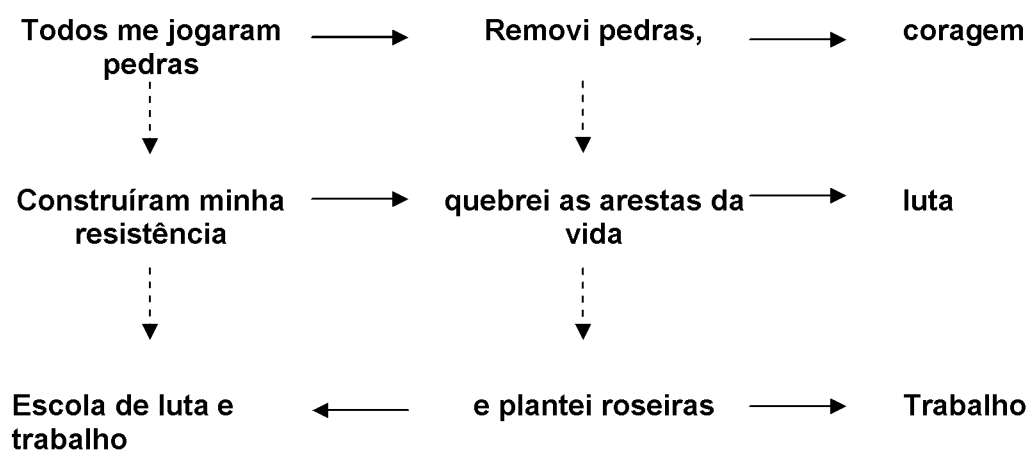 Todos me jogaram
pedras
Removi pedras,
coragem
Construíram minha
resistência
quebrei as arestas da
vida
luta
Escola de luta e
trabalho
e plantei roseiras
Trabalho